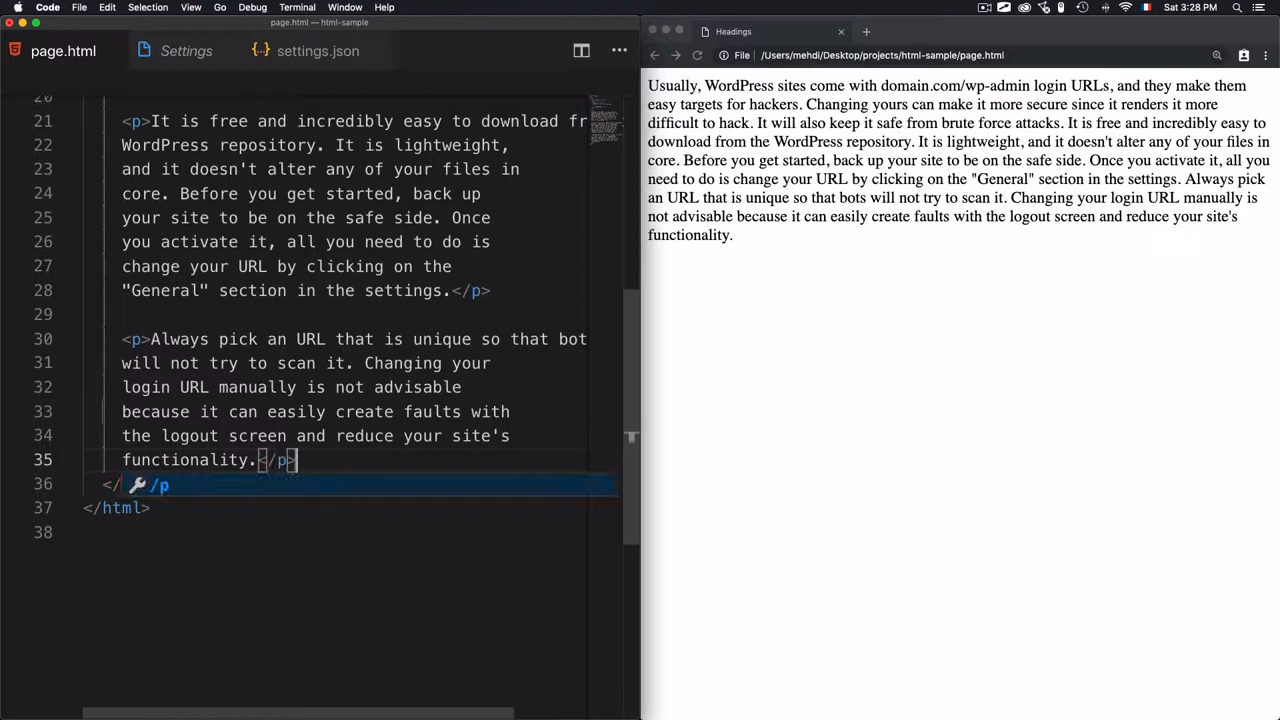 Code File Edit Selection View Go Debug Terminal Window Help
Sat 3:28 PM
page.html — html-sample
page.html Settings {..} settings.json •••
20
21 <p>It is free and incredibly easy to download fr
22 WordPress repository. It is lightweight,
23 and it doesn't alter any of your files in
24 core. Before you get started, back up
25 your site to be on the safe side. Once
26 you activate it, all you need to do is
27 change your URL by clicking on the
28 "General" section in the settings.</p>
29
30 <p>Always pick an URL that is unique so that bot
31 will not try to scan it. Changing your
32 login URL manually is not advisable
33 because it can easily create faults with
34 the logout screen and reduce your site's
35 functionality.</p>
36 </ /p
37 </html>
38
Headings
File /Users/mehdi/Desktop/projects/html-sample/page.html
Usually, WordPress sites come with domain.com/wp-admin login URLs, and they make them
easy targets for hackers. Changing yours can make it more secure since it renders it more
difficult to hack. It will also keep it safe from brute force attacks. It is free and incredibly easy to
download from the WordPress repository. It is lightweight, and it doesn't alter any of your files in
core. Before you get started, back up your site to be on the safe side. Once you activate it, all you
need to do is change your URL by clicking on the "General" section in the settings. Always pick
an URL that is unique so that bots will not try to scan it. Changing your login URL manually is
not advisable because it can easily create faults with the logout screen and reduce your site's
functionality.